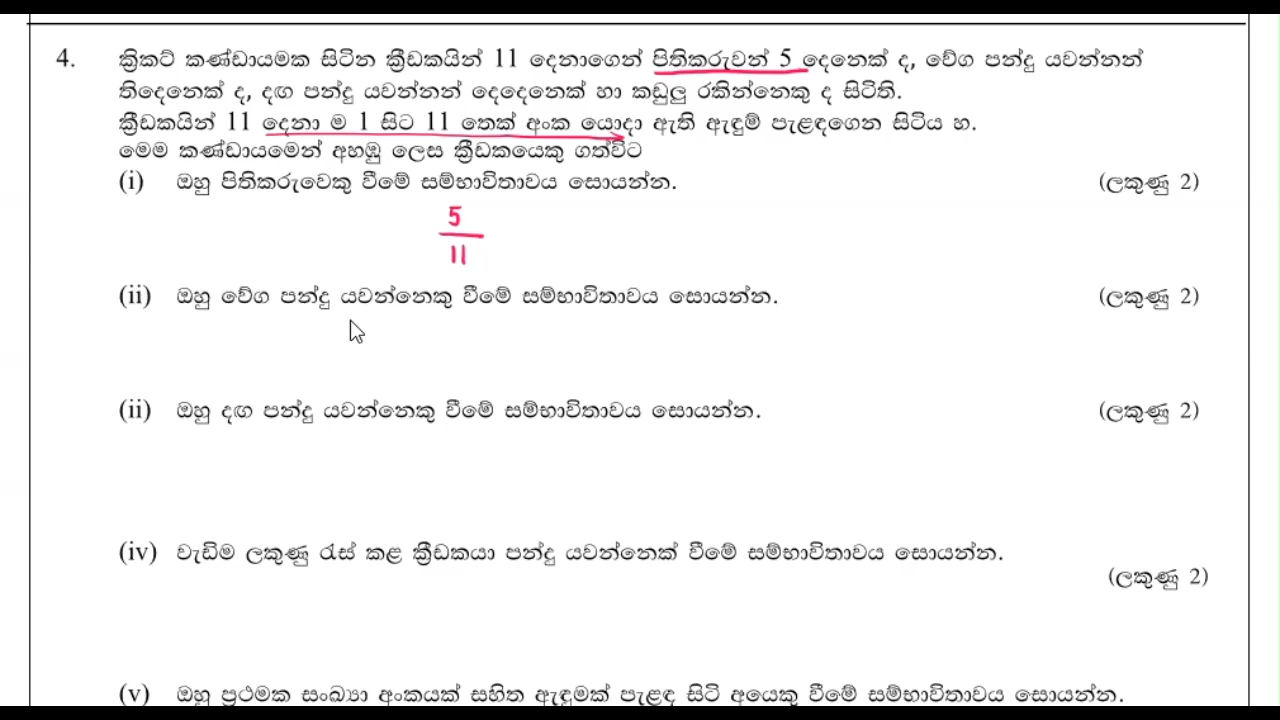 4. ක්‍රිකට් කණ්ඩායමක සිටින ක්‍රීඩකයින් 11 දෙනාගෙන් පිතිකරුවන් 5 දෙනෙක් ද, වේග පන්දු යවන්නන්
තිදෙනෙක් ද, දඟ පන්දු යවන්නන් දෙදෙනෙක් හා කඩුලු රකින්නෙකු ද සිටිති.
ක්‍රීඩකයින් 11 දෙනා ම 1 සිට 11 තෙක් අංක යොදා ඇති ඇඳුම් පැළඳගෙන සිටිය හ.
මෙම කණ්ඩායමෙන් අහඹු ලෙස ක්‍රීඩකයෙකු ගත්විට
(i) ඔහු පිතිකරුවෙකු වීමේ සම්භාවිතාවය සොයන්න. (ලකුණු 2)
5
11
(ii) ඔහු වේග පන්දු යවන්නෙකු වීමේ සම්භාවිතාවය සොයන්න. (ලකුණු 2)
(ii) ඔහු දඟ පන්දු යවන්නෙකු වීමේ සම්භාවිතාවය සොයන්න. (ලකුණු 2)
(iv) වැඩිම ලකුණු රැස් කළ ක්‍රීඩකයා පන්දු යවන්නෙක් වීමේ සම්භාවිතාවය සොයන්න.
(ලකුණු 2)
(v) ඔහු ප්‍රථමක සංඛ්‍යා අංකයක් සහිත ඇඳුමක් පැළඳ සිටි අයෙකු වීමේ සම්භාවිතාවය සොයන්න.